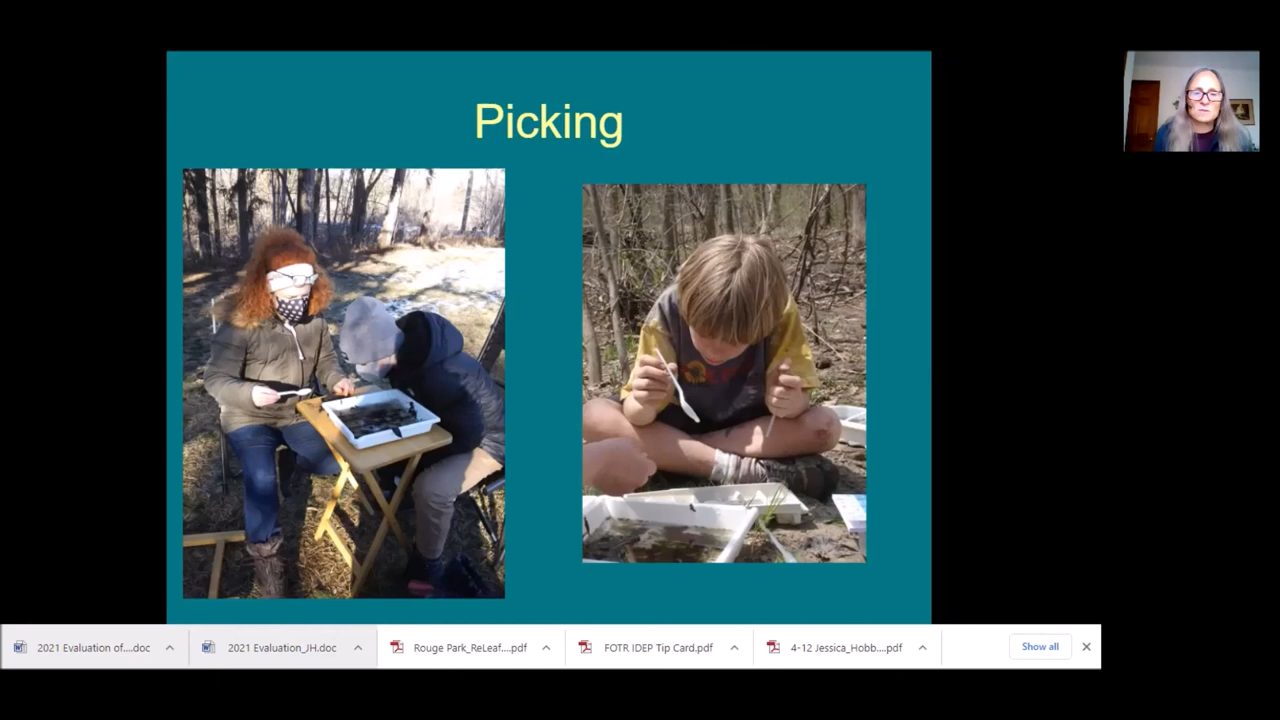 Picking
2021 Evaluation of....doc
2021 Evaluation_JH.doc
Rouge Park_ReLeaf....pdf
FOTR IDEP Tip Card.pdf
4-12 Jessica_Hobb....pdf
Show all